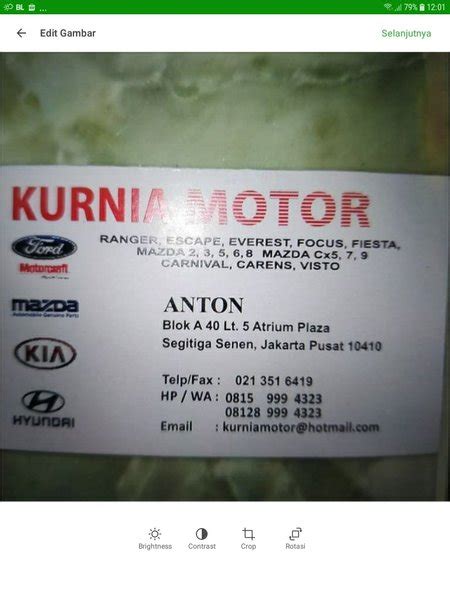 BL ... 79% 12:01
Edit Gambar Selanjutnya
KURNIA MOTOR
RANGER, ESCAPE, EVEREST, FOCUS, FIESTA,
MAZDA 2, 3, 5, 6,8 MAZDA Cx5, 7, 9
CARNIVAL, CARENS, VISTO
Ford
Motorcraft
mazda
Automobile Genuine Parts
KIA
HYUNDAI
ANTON
Blok A 40 Lt. 5 Atrium Plaza
Segitiga Senen, Jakarta Pusat 10410
Telp/Fax : 021 351 6419
HP / WA : 0815 999 4323
08128 999 4323
Email : kurniamotor@hotmail.com
Brightness Contrast Crop Rotasi